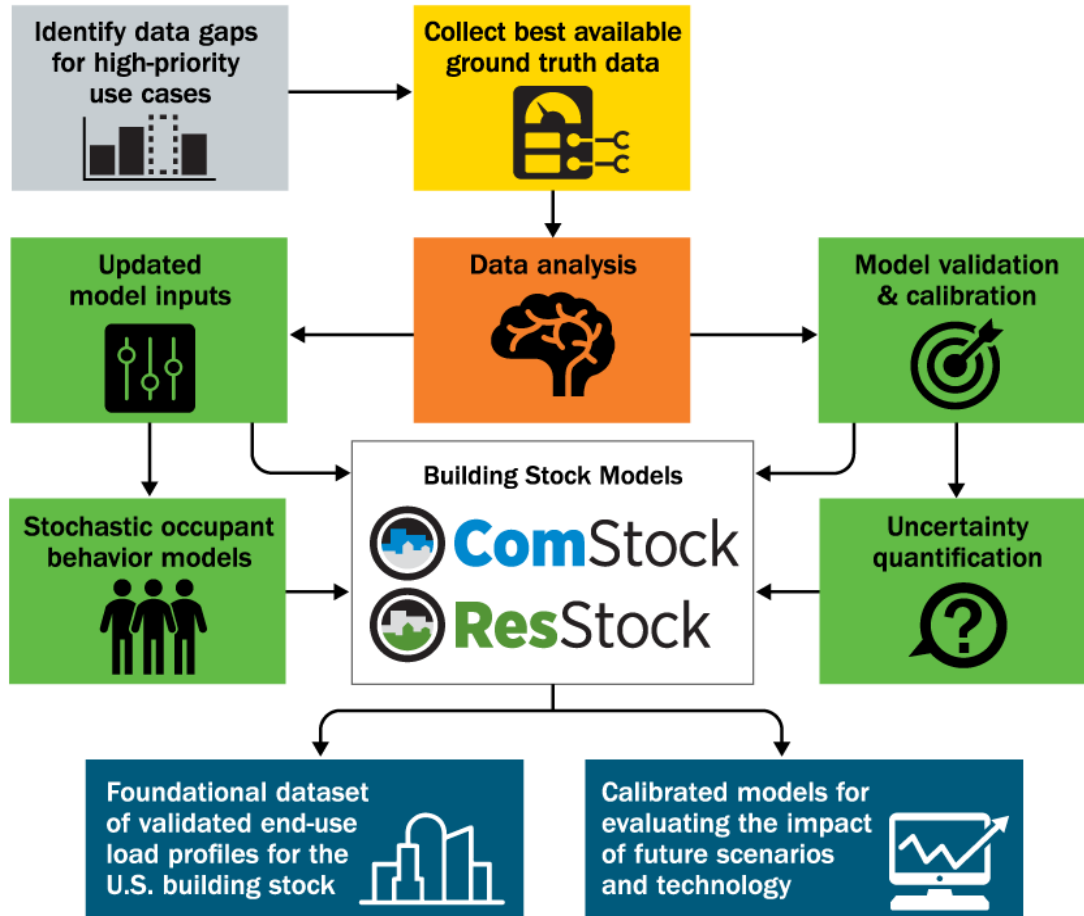 Identify data gaps
for high-priority
use cases
Collect best available
ground truth data
Updated
model inputs
Data analysis
Model validation
& calibration
Building Stock Models
ComStock
ResStock
Stochastic occupant
behavior models
Uncertainty
quantification
?
Foundational dataset
of validated end-use
load profiles for the
U.S. building stock
Calibrated models for
evaluating the impact
of future scenarios
and technology